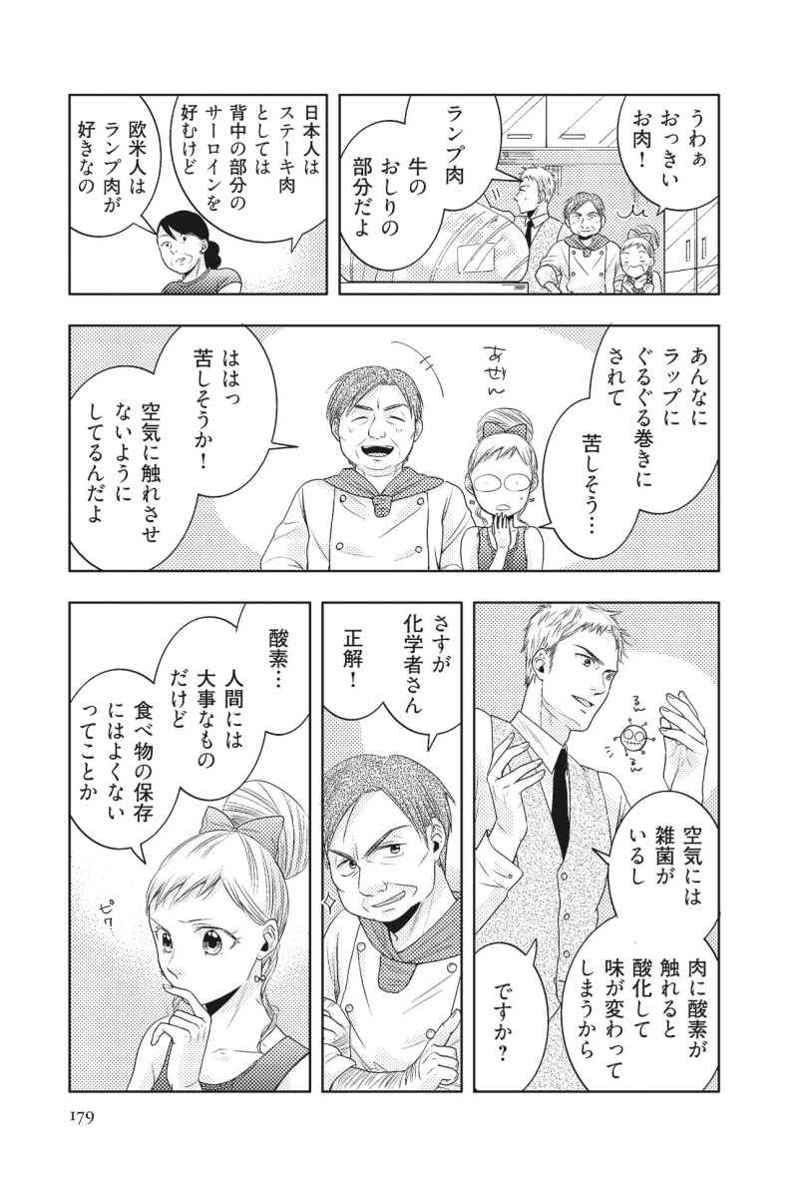 うわぁ
おっきい
お肉！
ランプ肉
牛の
おしりの
部分だよ
日本人は
ステーキ肉
としては
背中の部分の
サーロインを
好むけど
欧米人は
ランプ肉が
好きなの
あんなに
ラップに
ぐるぐる巻きに
されて
苦しそう…
あぜん
ははっ
苦しそうか！
空気に触れさせ
ないように
してるんだよ
るん
るん
空気には
雑菌が
いるし
肉に酸素が
触れると
酸化して
味が変わって
しまうから
ですか？
さすが
化学者さん
正解！
酸素…
人間には
大事なもの
だけど
食べ物の保存
にはよくない
ってことか
ピク
179